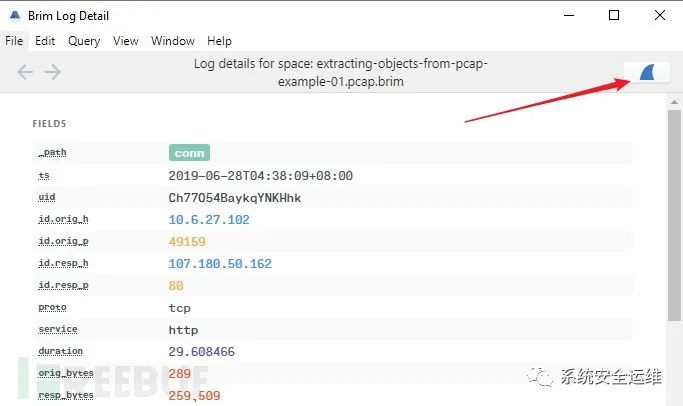 Brim Log Detail
File Edit Query View Window Help
Log details for space: extracting-objects-from-pcap-
example-01.pcap.brim
FIELDS
_path conn
ts 2019-06-28T04:38:09+08:00
uid Ch77O54BaykqYNKHhk
id.orig_h 10.6.27.102
id.orig_p 49159
id.resp_h 107.180.50.162
id.resp_p 80
proto tcp
service http
duration 29.608466
orig_bytes 289
resp_bytes 259,509
REEBUF
系统安全运维